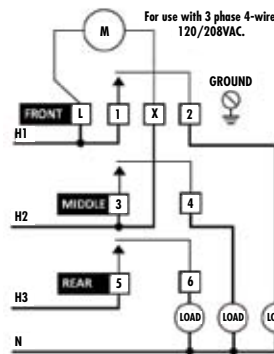 For use with 3 phase 4-wire
120/208VAC.
M
GROUND
FRONT L 1 X 2
H1
MIDDLE 3 4
H2
REAR 5 6
H3
LOAD LOAD
N